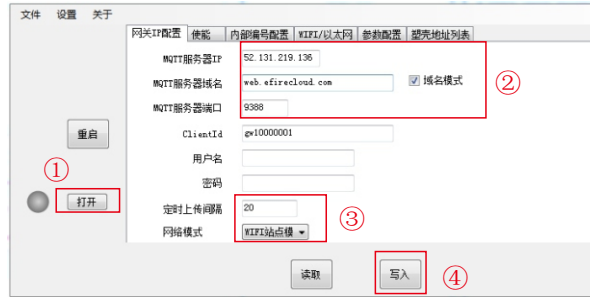 文件 设置 关于
网关IP配置 使能 内部编号配置 WIFI/以太网 参数配置 塑壳地址列表
MQTT服务器IP 52.131.219.136
MQTT服务器域名 web.efirecloud.com 域名模式
②
MQTT服务器端口 9388
重启
ClientId gw10000001
用户名
①
密码
打开
定时上传间隔 20
③
网络模式 WIFI站点模
读取 写入 ④